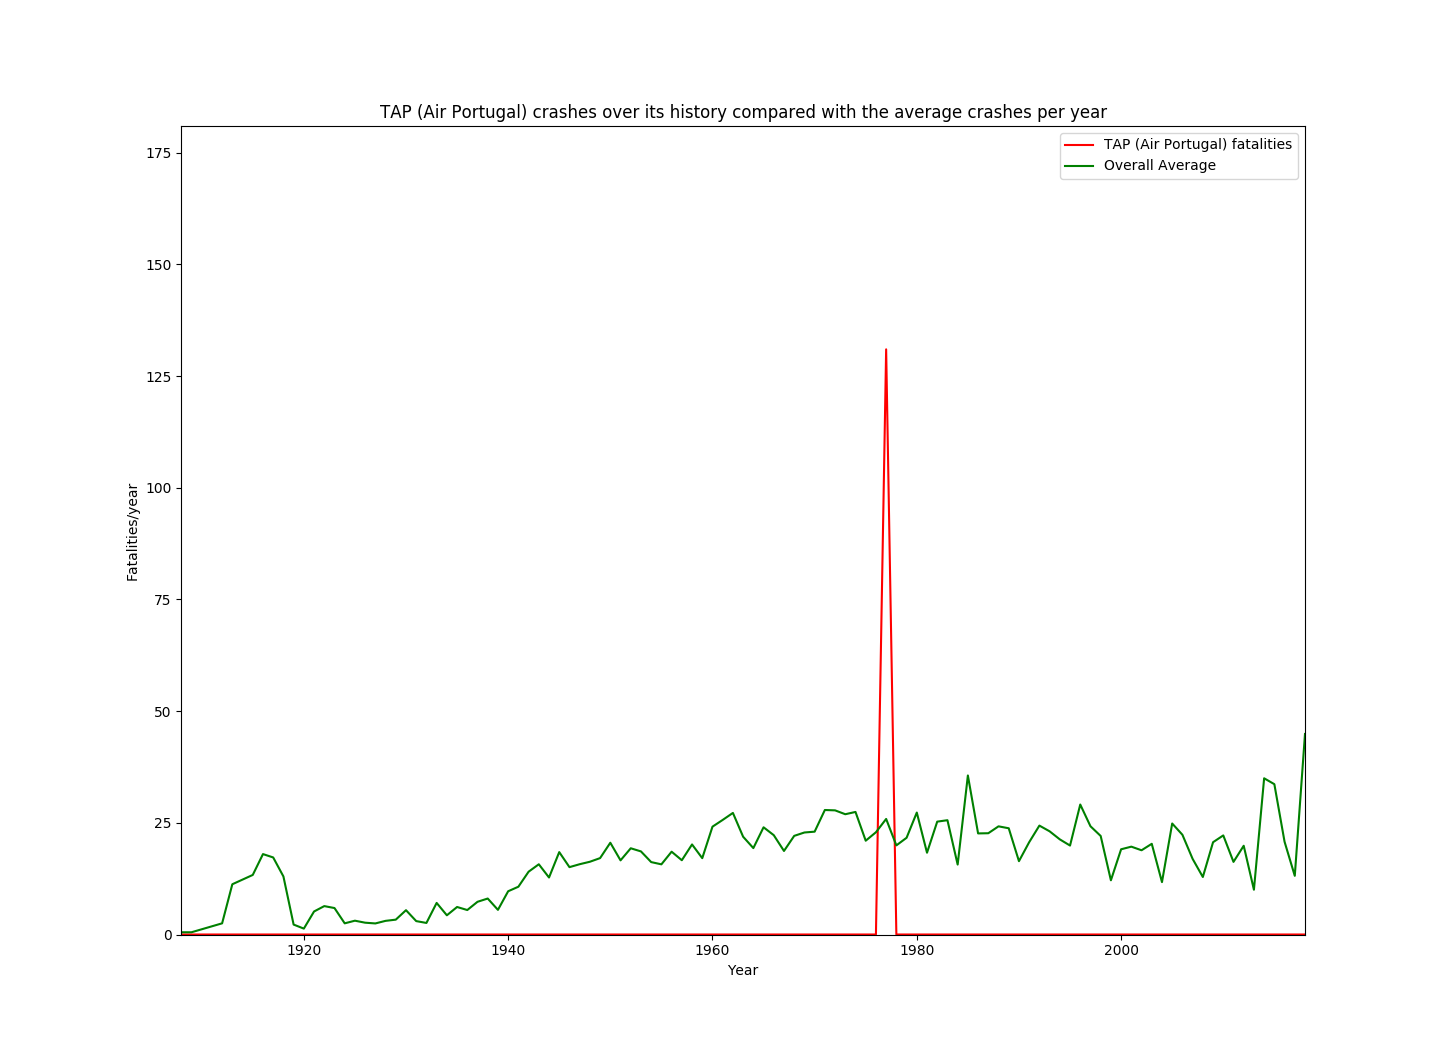 TAP (Air Portugal) crashes over its history compared with the average crashes per year
TAP (Air Portugal) fatalities
Overall Average
175
150
125
100
75
50
25
0
Fatalities/year
1920 1940 1960 1980 2000
Year